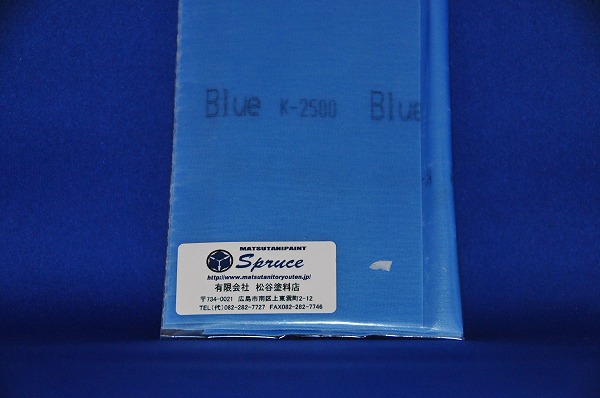 Blue K-2500 Blue
MATSUTANIPAINT
Spruce
http://www.matsutanitoryouten.jp/
有限会社 松谷塗料店
〒734-0021 広島市南区上東雲町2-12
TEL(代)082-282-7727 FAX082-282-7746